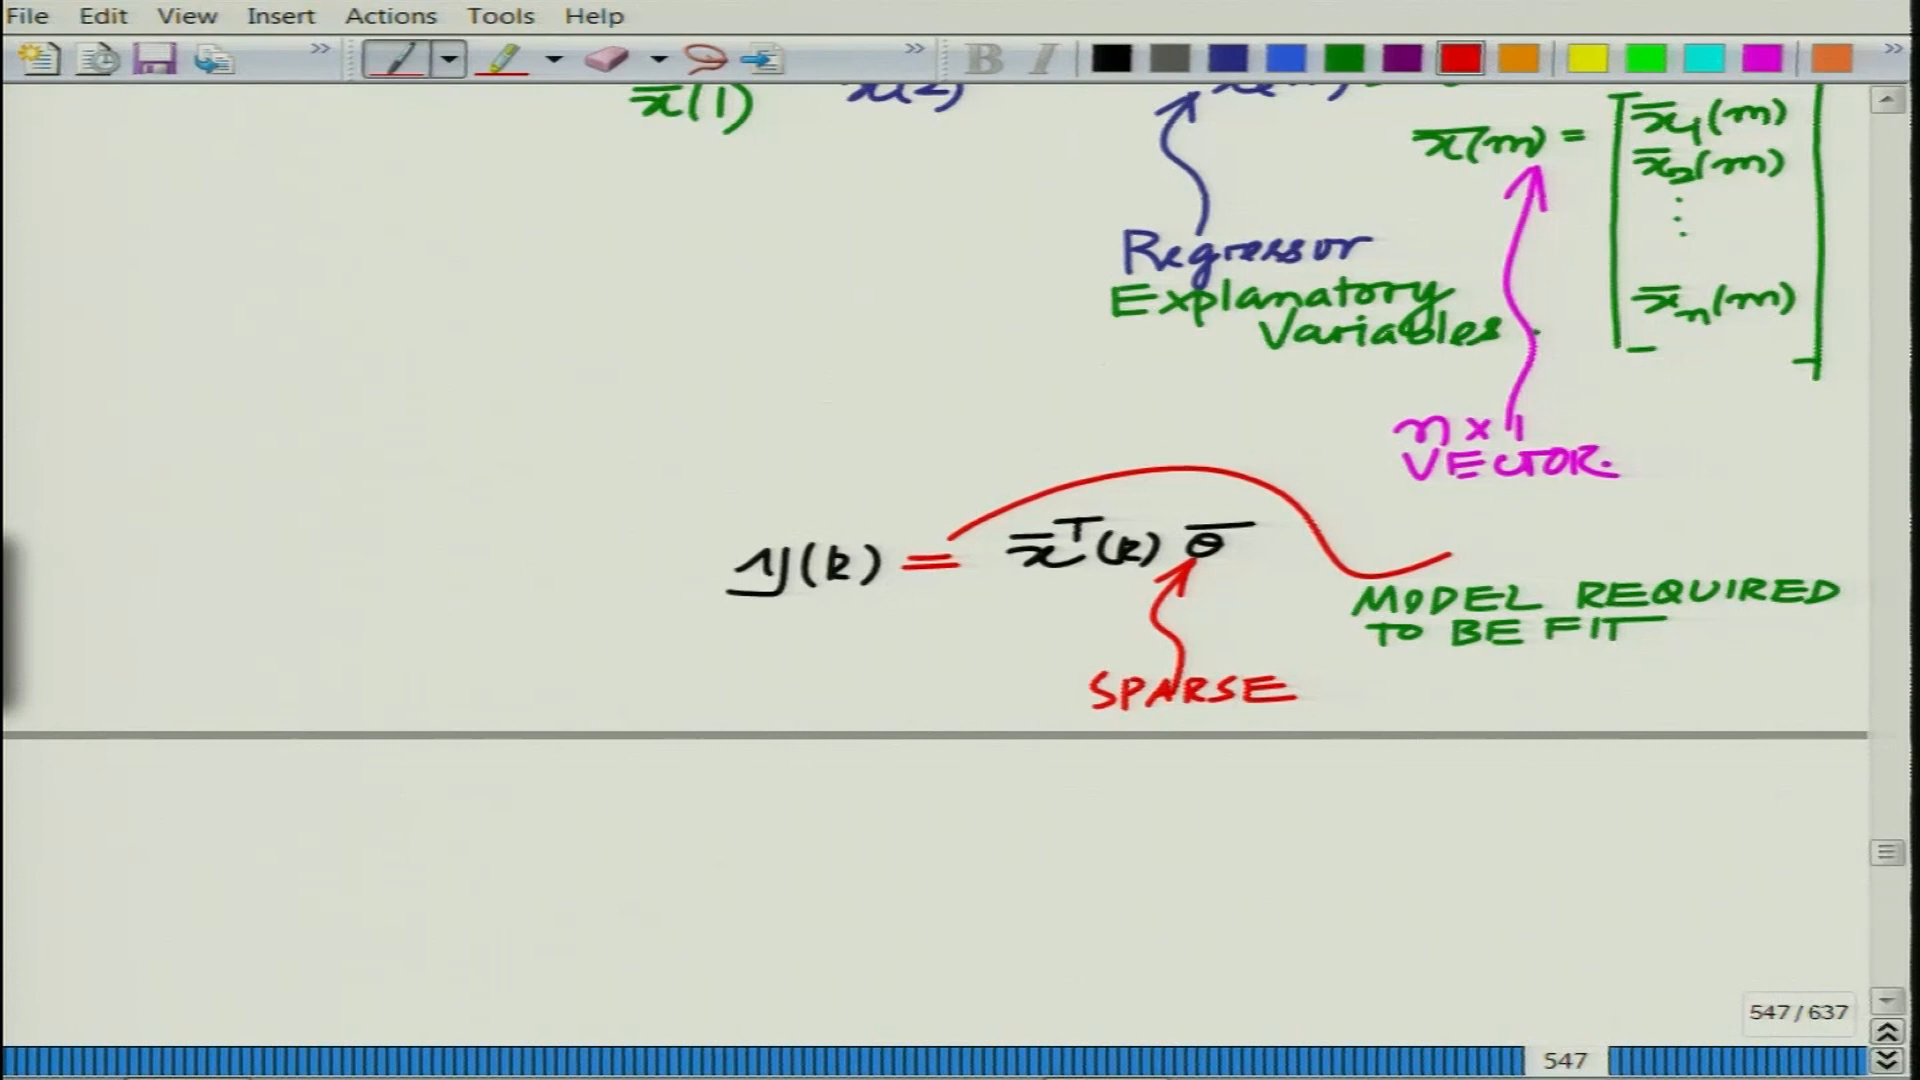 File Edit View Insert Actions Tools Help
B I
x̄(1)
x̄(m) =
x̄₁(m)
x̄₂(m)
⋮
x̄ₙ(m)
Regressor
Explanatory
Variables.
n × 1
VECTOR.
y(k) = x̄ᵀ(k) θ̄
MODEL REQUIRED
TO BE FIT
SPARSE
547 / 637
547